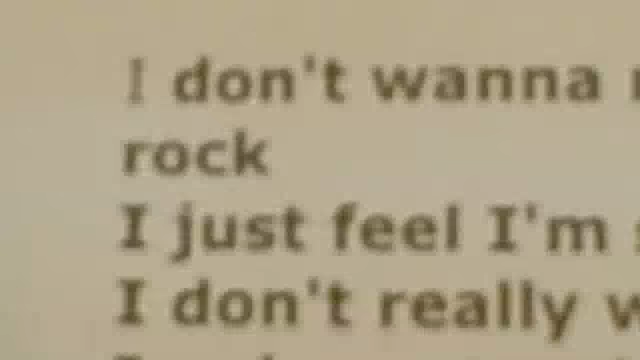 I don't wanna
rock
I just feel I'm
I don't really